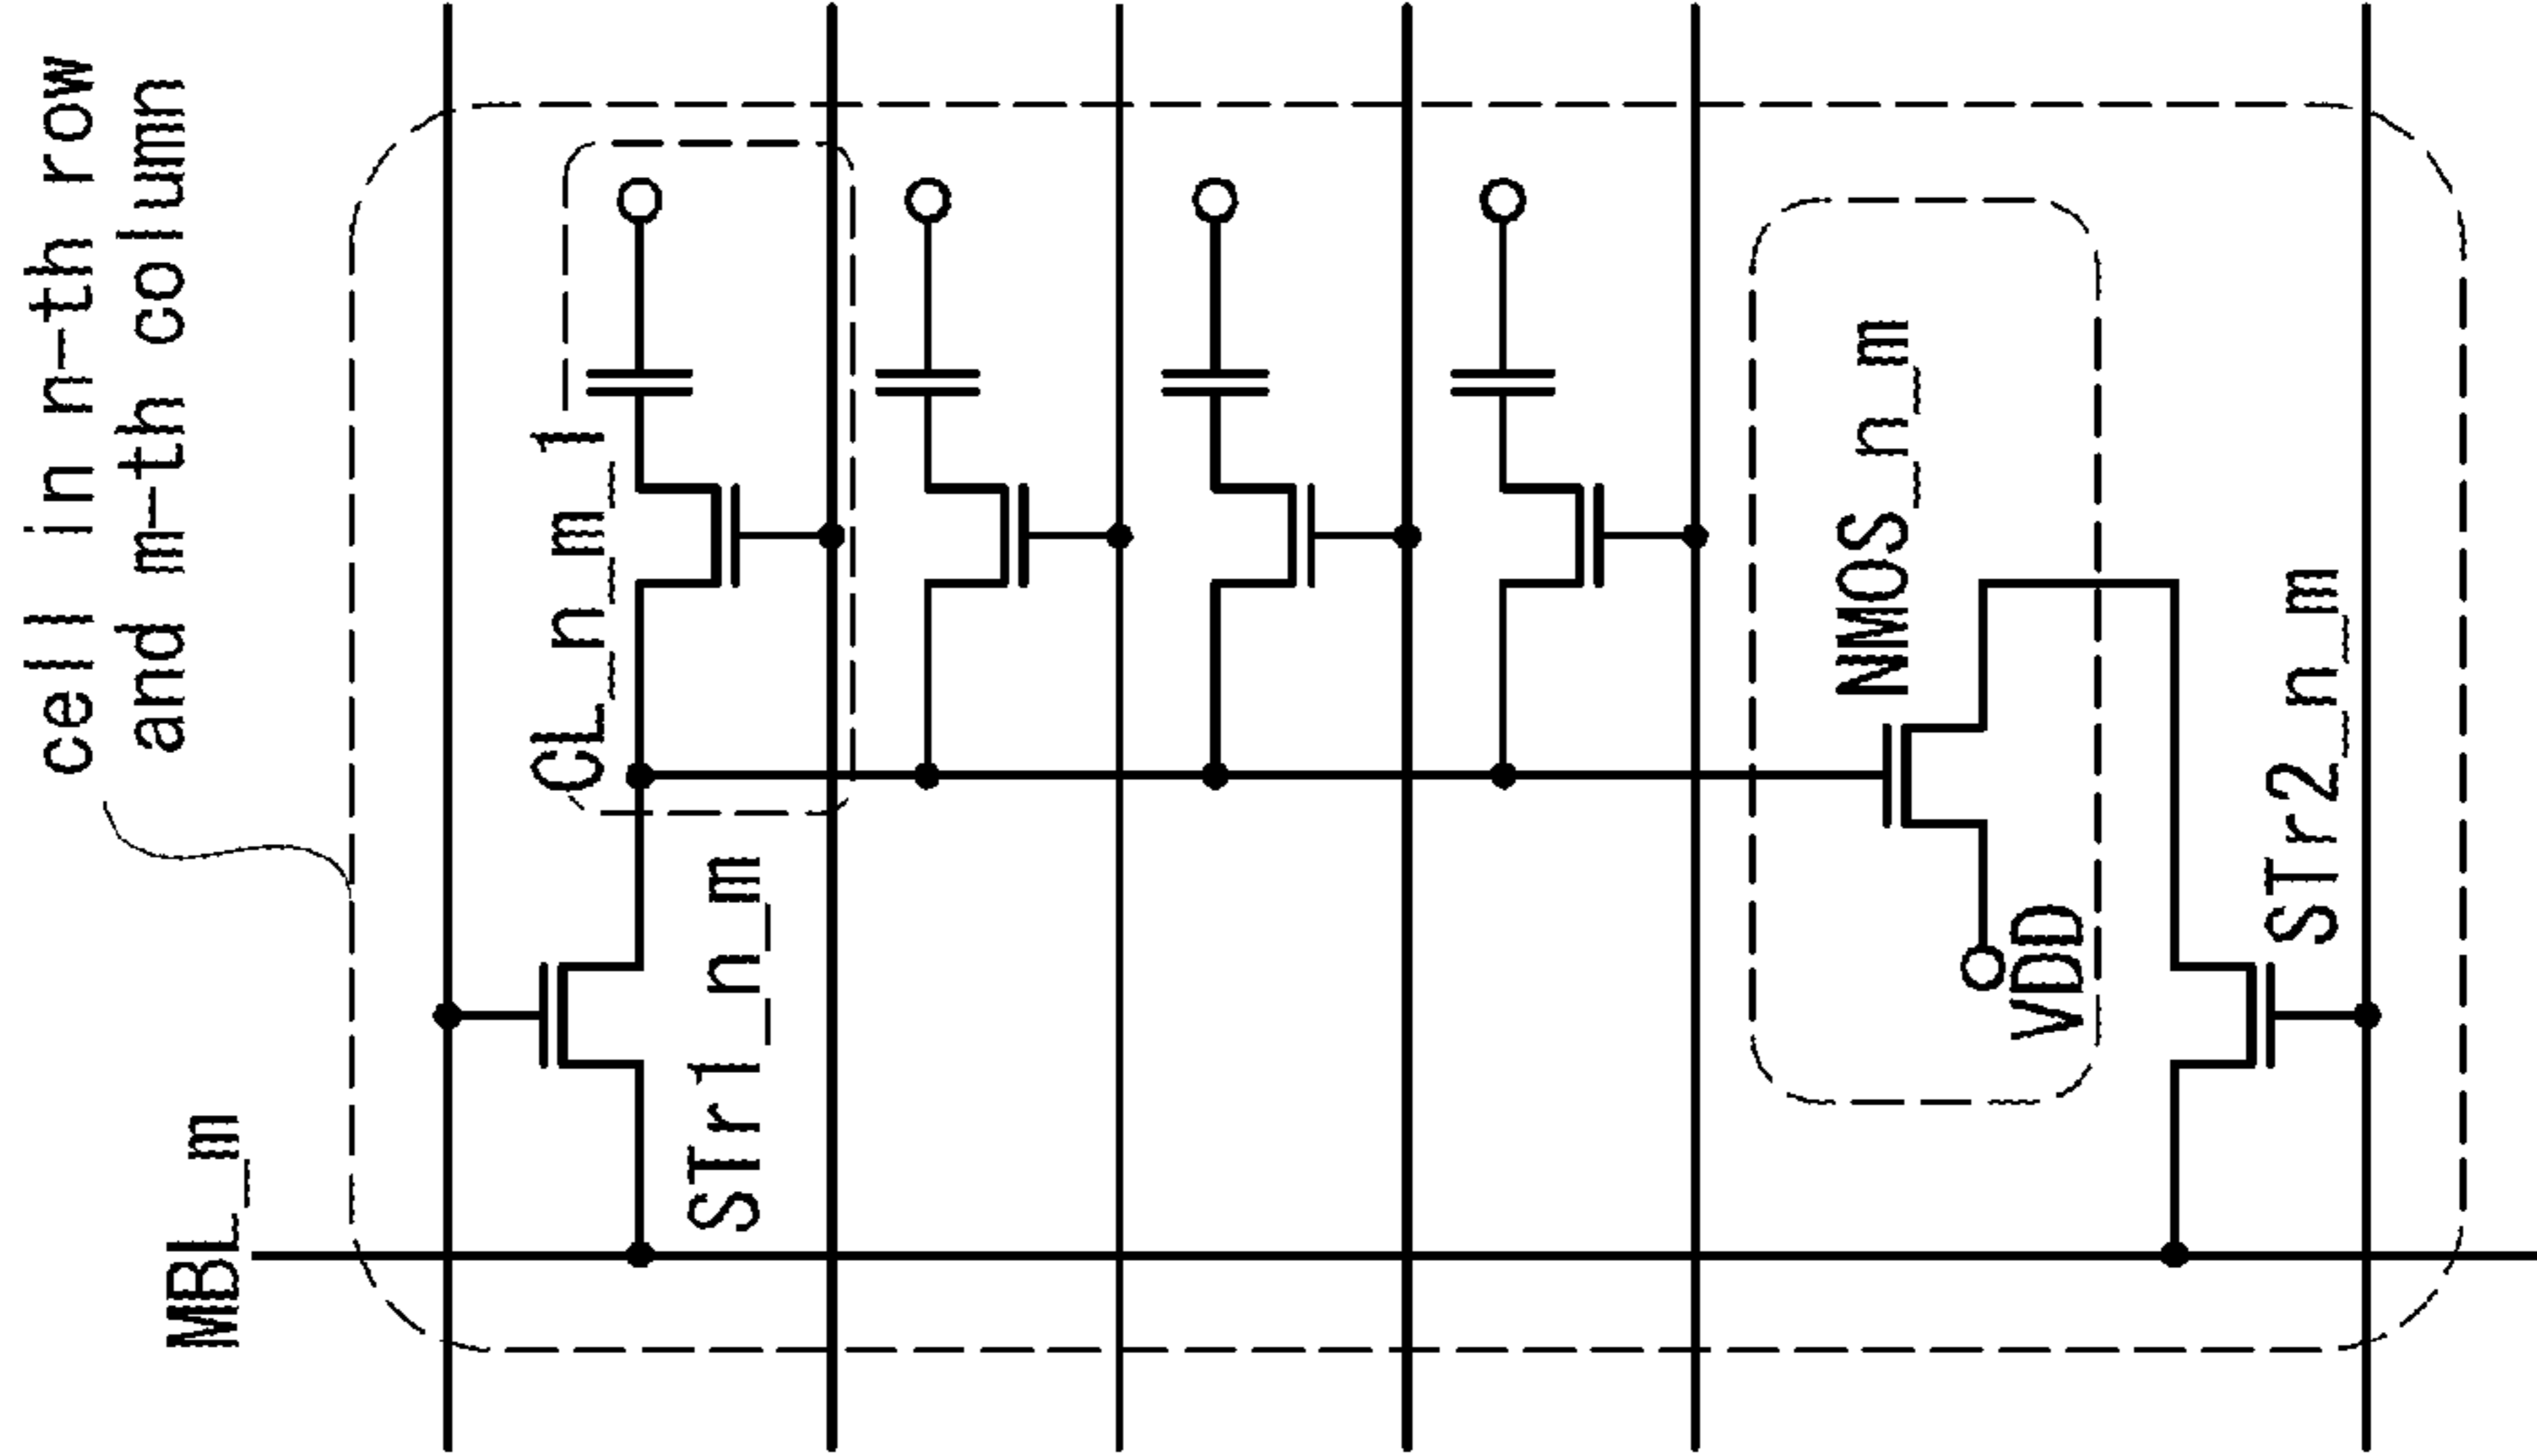 cell in n-th row
and m-th column
MBL_m
CL_n_m_1
STr1_n_m
NMOS_n_m
VDD
STr2_n_m